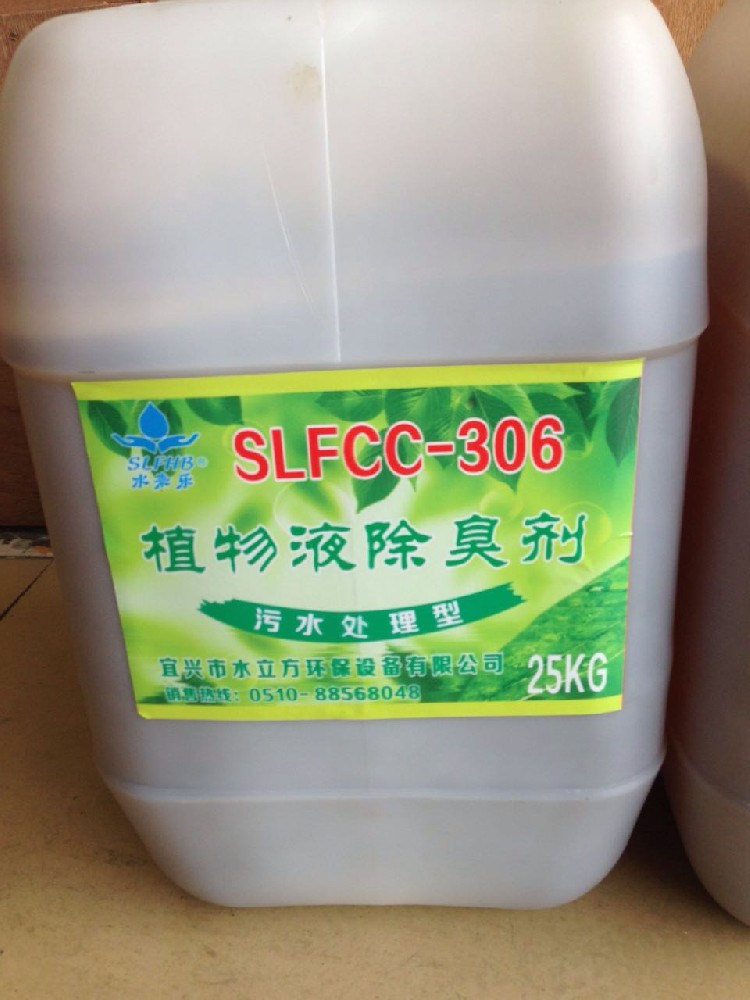 SLFHB®
水立乐
SLFCC-306
植物液除臭剂
污水处理型
宜兴市水立方环保设备有限公司
销售热线：0510-88568048
25KG